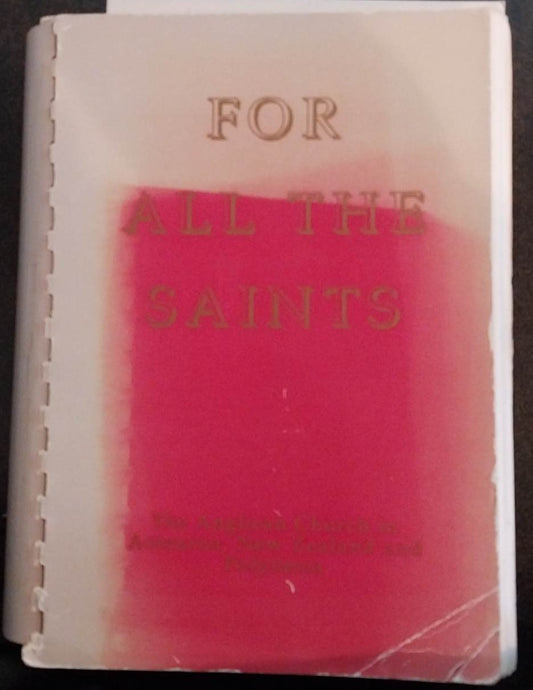 FOR
ALL THE
SAINTS
The Anglican Church in
Aotearoa, New Zealand and
Polynesia